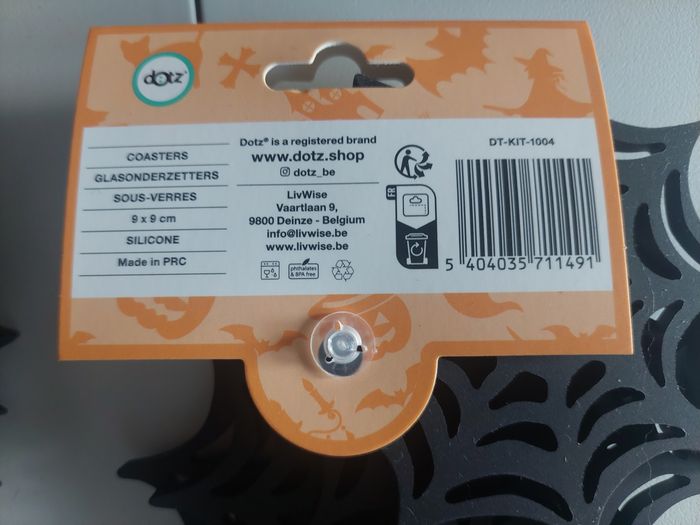 dotz®
COASTERS
GLASONDERZETTERS
SOUS-VERRES
9 x 9 cm
SILICONE
Made in PRC
Dotz® is a registered brand
www.dotz.shop
dotz_be
LivWise
Vaartlaan 9,
9800 Deinze - Belgium
info@livwise.be
www.livwise.be
phthalates
& BPA free
FR
DT-KIT-1004
5 404035 711491